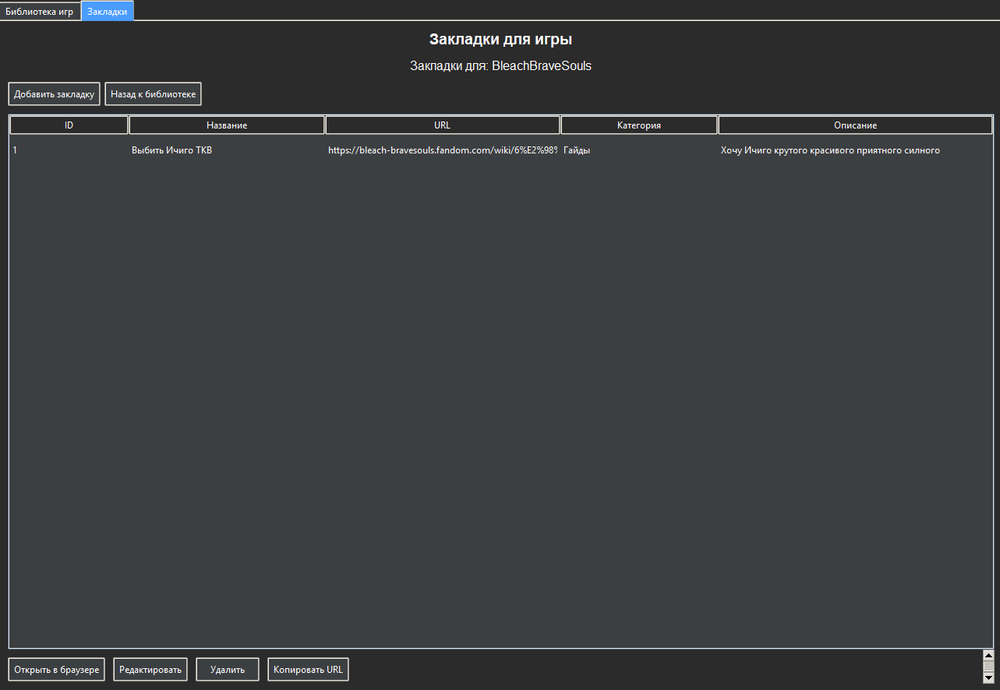 Библиотека игр Закладки
Закладки для игры
Закладки для: BleachBraveSouls
Добавить закладку Назад к библиотеке
ID Название URL Категория Описание
1 Выбить Ичиго ТКВ https://bleach-bravesouls.fandom.com/wiki/6%E2%98% Гайды Хочу Ичиго крутого красивого приятного силного
Открыть в браузере Редактировать Удалить Копировать URL